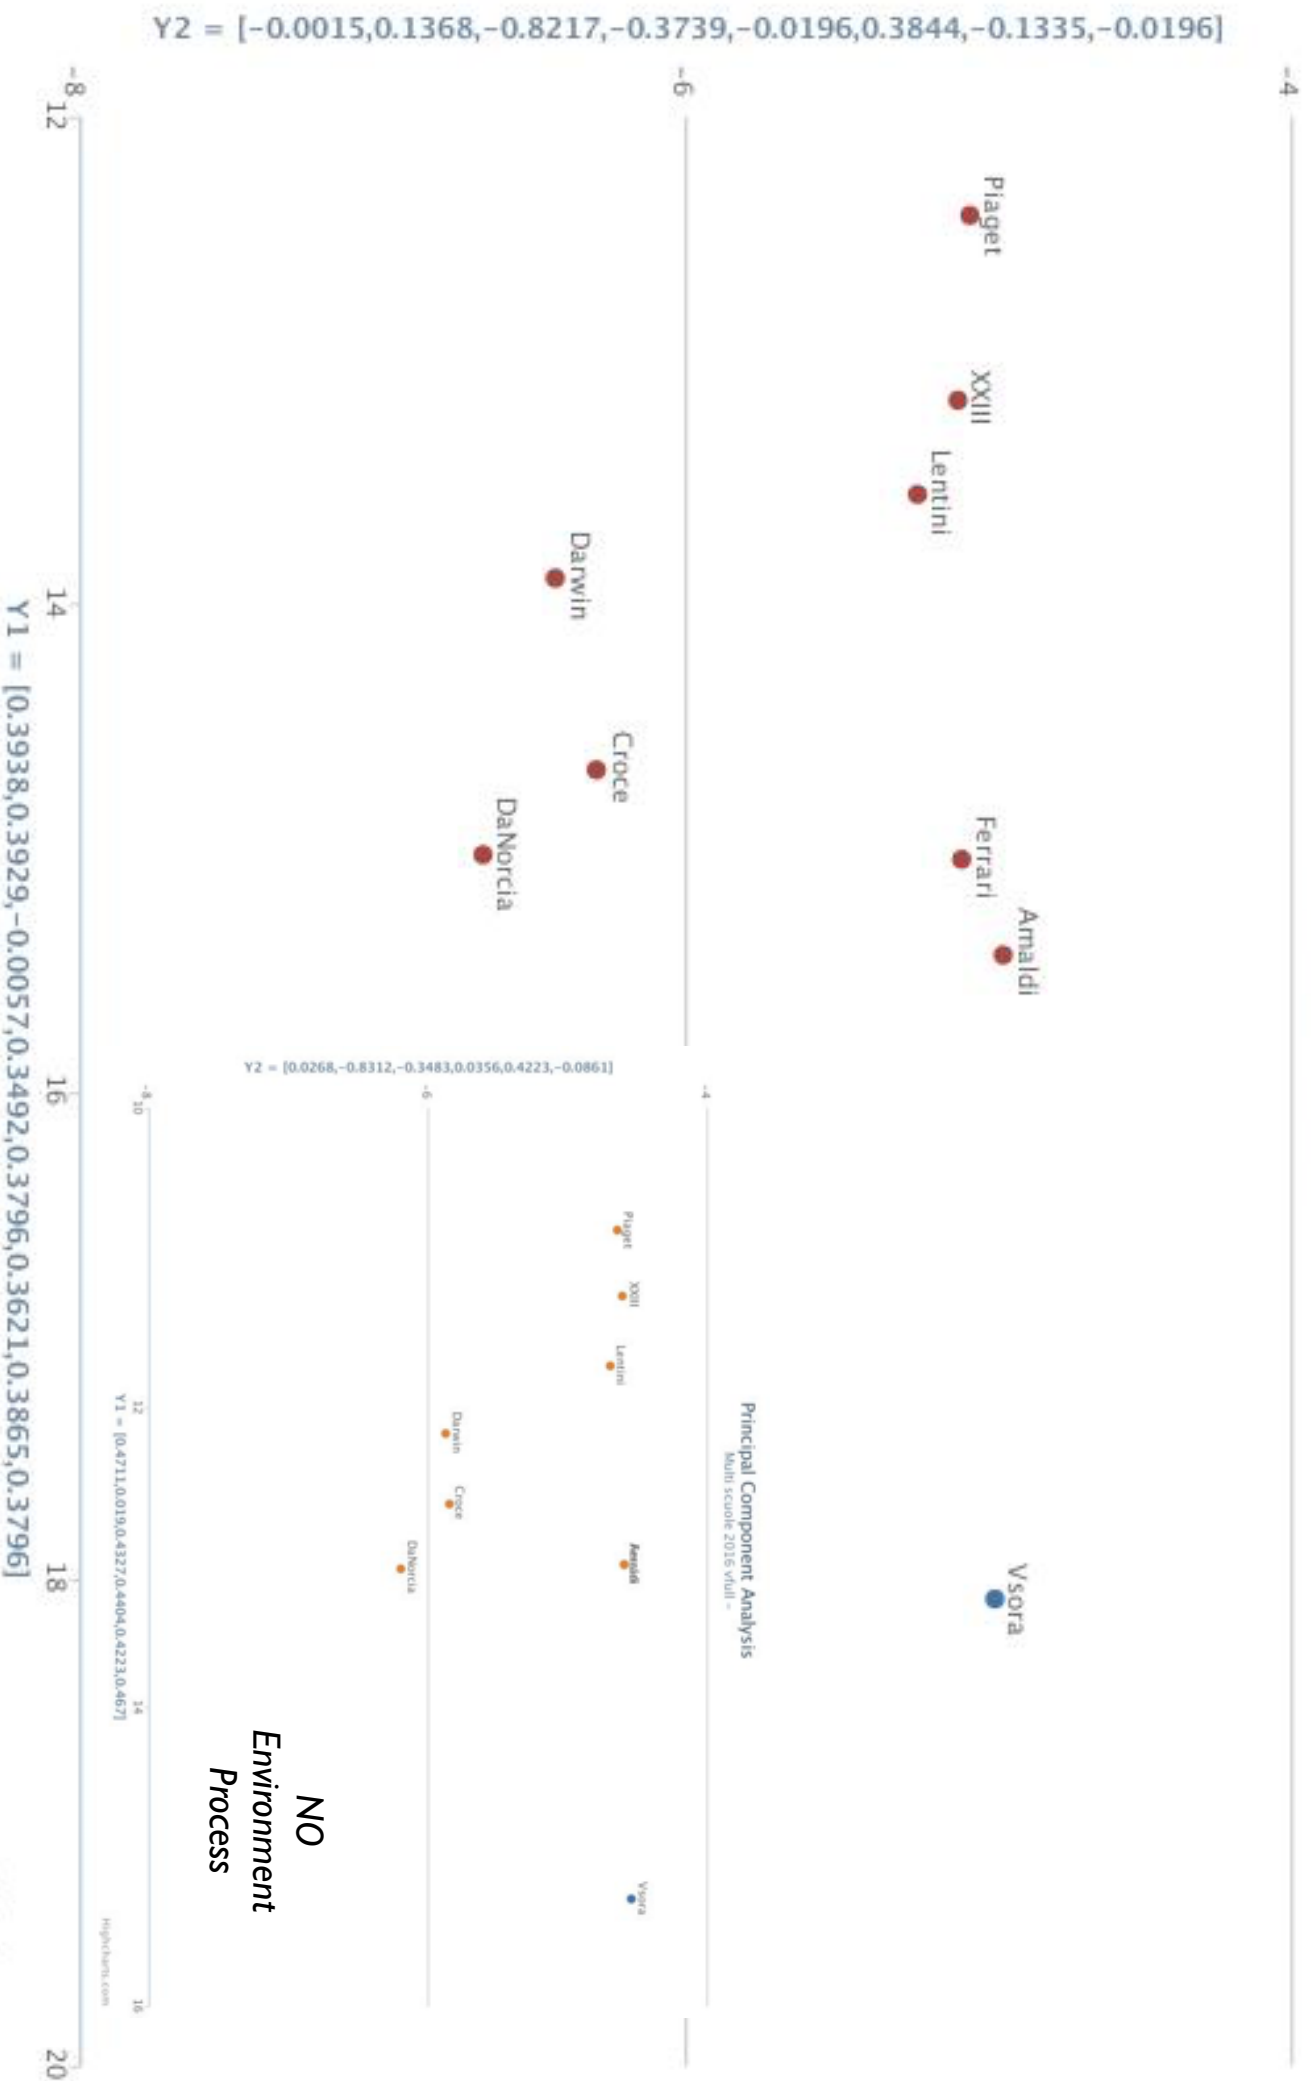 Y2 = [-0.0015,0.1368,-0.8217,-0.3739,-0.0196,0.3844,-0.1335,-0.0196]
-4
-6
-8
Piaget
XXIII
Lentini
Darwin
Croce
DaNorcia
Ferrari
Amaldi
Vsora
12
14
16
18
20
Y1 = [0.3938,0.3929,-0.0057,0.3492,0.3796,0.3621,0.3865,0.3796]
Principal Component Analysis
Multi scuole 2016 vfull -
Y2 = [0.0268,-0.8312,-0.3483,0.0356,0.4223,-0.0861]
-4
-6
-8
Piaget
XXIII
Lentini
Darwin
Croce
DaNorcia
Vsora
10
12
14
16
Y1 = [0.4711,0.019,0.4327,0.4404,0.4223,0.467]
NO
Environment
Process
Highcharts.com